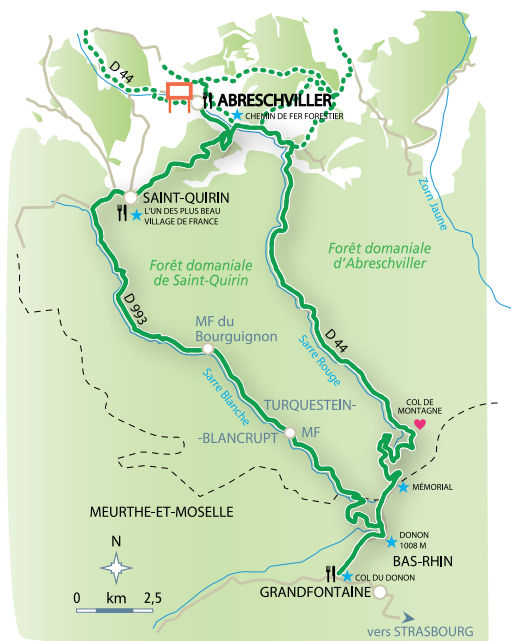 D 44
ABRESCHVILLER
CHEMIN DE FER FORESTIER
SAINT-QUIRIN
L'UN DES PLUS BEAU
VILLAGE DE FRANCE
Zorn Jaune
Forêt domaniale
de Saint-Quirin
Forêt domaniale
d'Abreschviller
D 993
MF du
Bourguignon
D 44
Sarre Rouge
Sarre Blanche
TURQUESTEIN-
-BLANCRUPT
MF
COL DE
MONTAGNE
MÉMORIAL
MEURTHE-ET-MOSELLE
DONON
1008 M
BAS-RHIN
N
COL DU DONON
GRANDFONTAINE
0 km 2,5
vers STRASBOURG